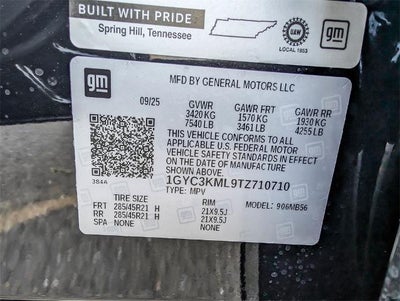 BUILT WITH PRIDE
Spring Hill, Tennessee
UAW
LOCAL 1853
gm
gm
MFD BY GENERAL MOTORS LLC
09/25 GVWR GAWR FRT GAWR RR
3420 KG 1570 KG 1930 KG
7540 LB 3461 LB 4255 LB
THIS VEHICLE CONFORMS TO ALL
APPLICABLE U.S. FEDERAL MOTOR
VEHICLE SAFETY STANDARDS IN EFFECT
ON THE DATE OF MANUFACTURE
SHOWN ABOVE.
384A
1GYC3KML9TZ710710
TYPE: MPV MODEL: 906MB56
TIRE SIZE RIM
FRT 285/45R21 H 21X9.5J
RR 285/45R21 H 21X9.5J
SPA NONE NONE